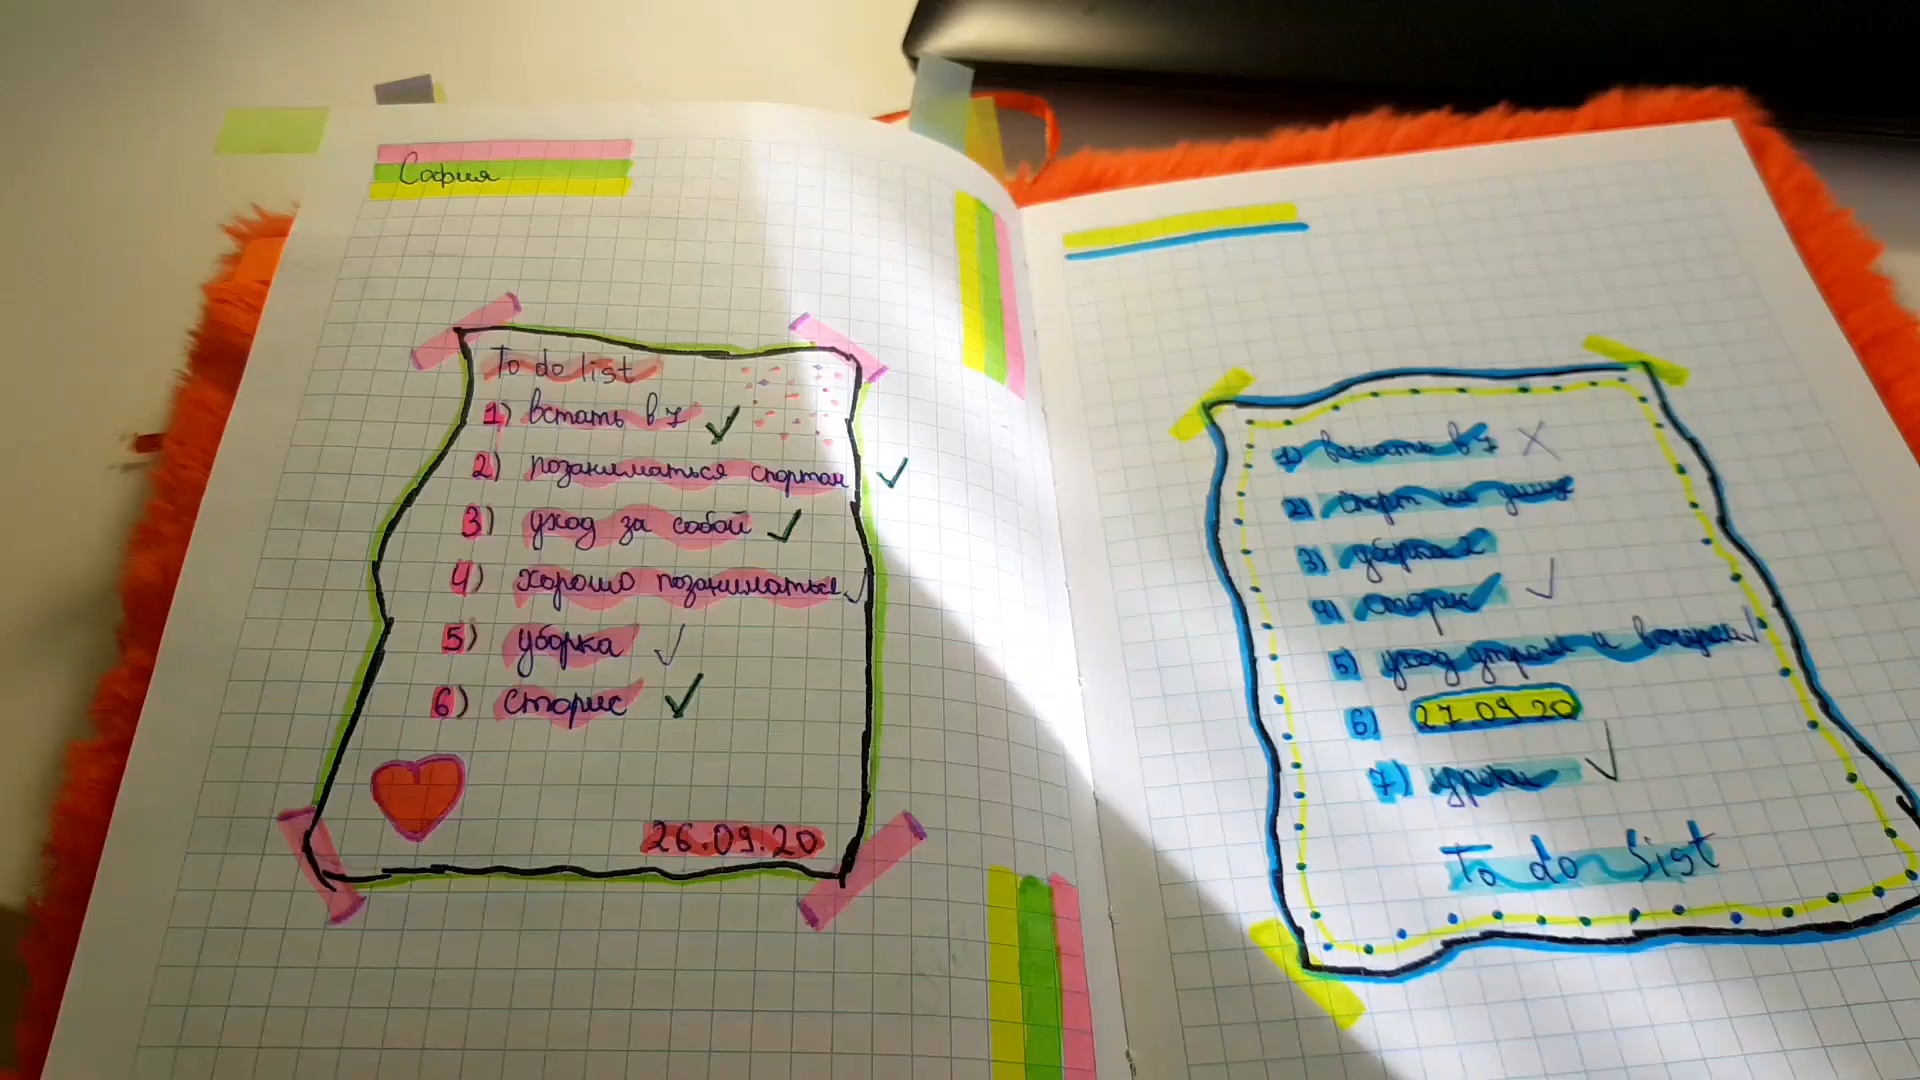 София
To do list
1) встать в 7 ✓
2) позаниматься спортом ✓
3) уход за собой ✓
4) хорошо позаниматься ✓
5) уборка ✓
6) сторис ✓
26.09.20
1) встать в 7 X
2) спорт на улице
3) уборка 2
4) сторис ✓
5) уход утром и вечером ✓
6) 27.09.20
7) уроки ✓
To do list